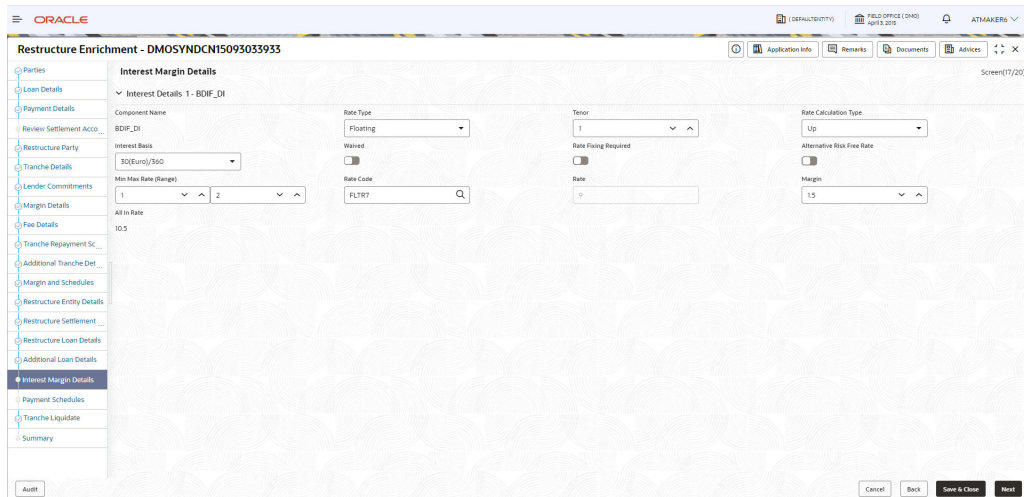 ORACLE
( DEFAULTENTITY)
FIELD OFFICE ( DMO)
April 3, 2015
ATMAKER6
Restructure Enrichment - DMOSYNDCN15093033933
Application Info
Remarks
Documents
Advices
Parties
Loan Details
Payment Details
Review Settlement Acco...
Restructure Party
Tranche Details
Lender Commitments
Margin Details
Fee Details
Tranche Repayment Sc...
Additional Tranche Det...
Margin and Schedules
Restructure Entity Details
Restructure Settlement ...
Restructure Loan Details
Additional Loan Details
Interest Margin Details
Payment Schedules
Tranche Liquidate
Summary
Interest Margin Details
Screen(17/20)
Interest Details 1 - BDIF_DI
Component Name
Rate Type
Tenor
Rate Calculation Type
BDIF_DI
Floating
1
Up
Interest Basis
Waived
Rate Fixing Required
Alternative Risk Free Rate
30(Euro)/360
Min Max Rate (Range)
Rate Code
Rate
Margin
1
2
FLTR7
9
1.5
All In Rate
10.5
Audit
Cancel
Back
Save & Close
Next